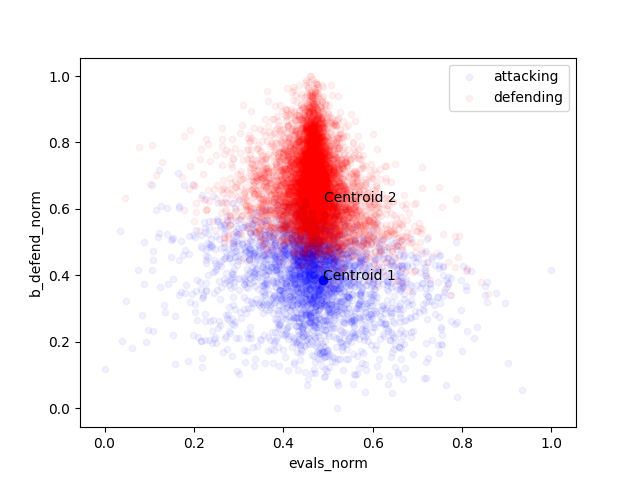 attacking
defending
1.0
0.8
0.6
0.4
0.2
0.0
b_defend_norm
Centroid 2
Centroid 1
0.0 0.2 0.4 0.6 0.8 1.0
evals_norm